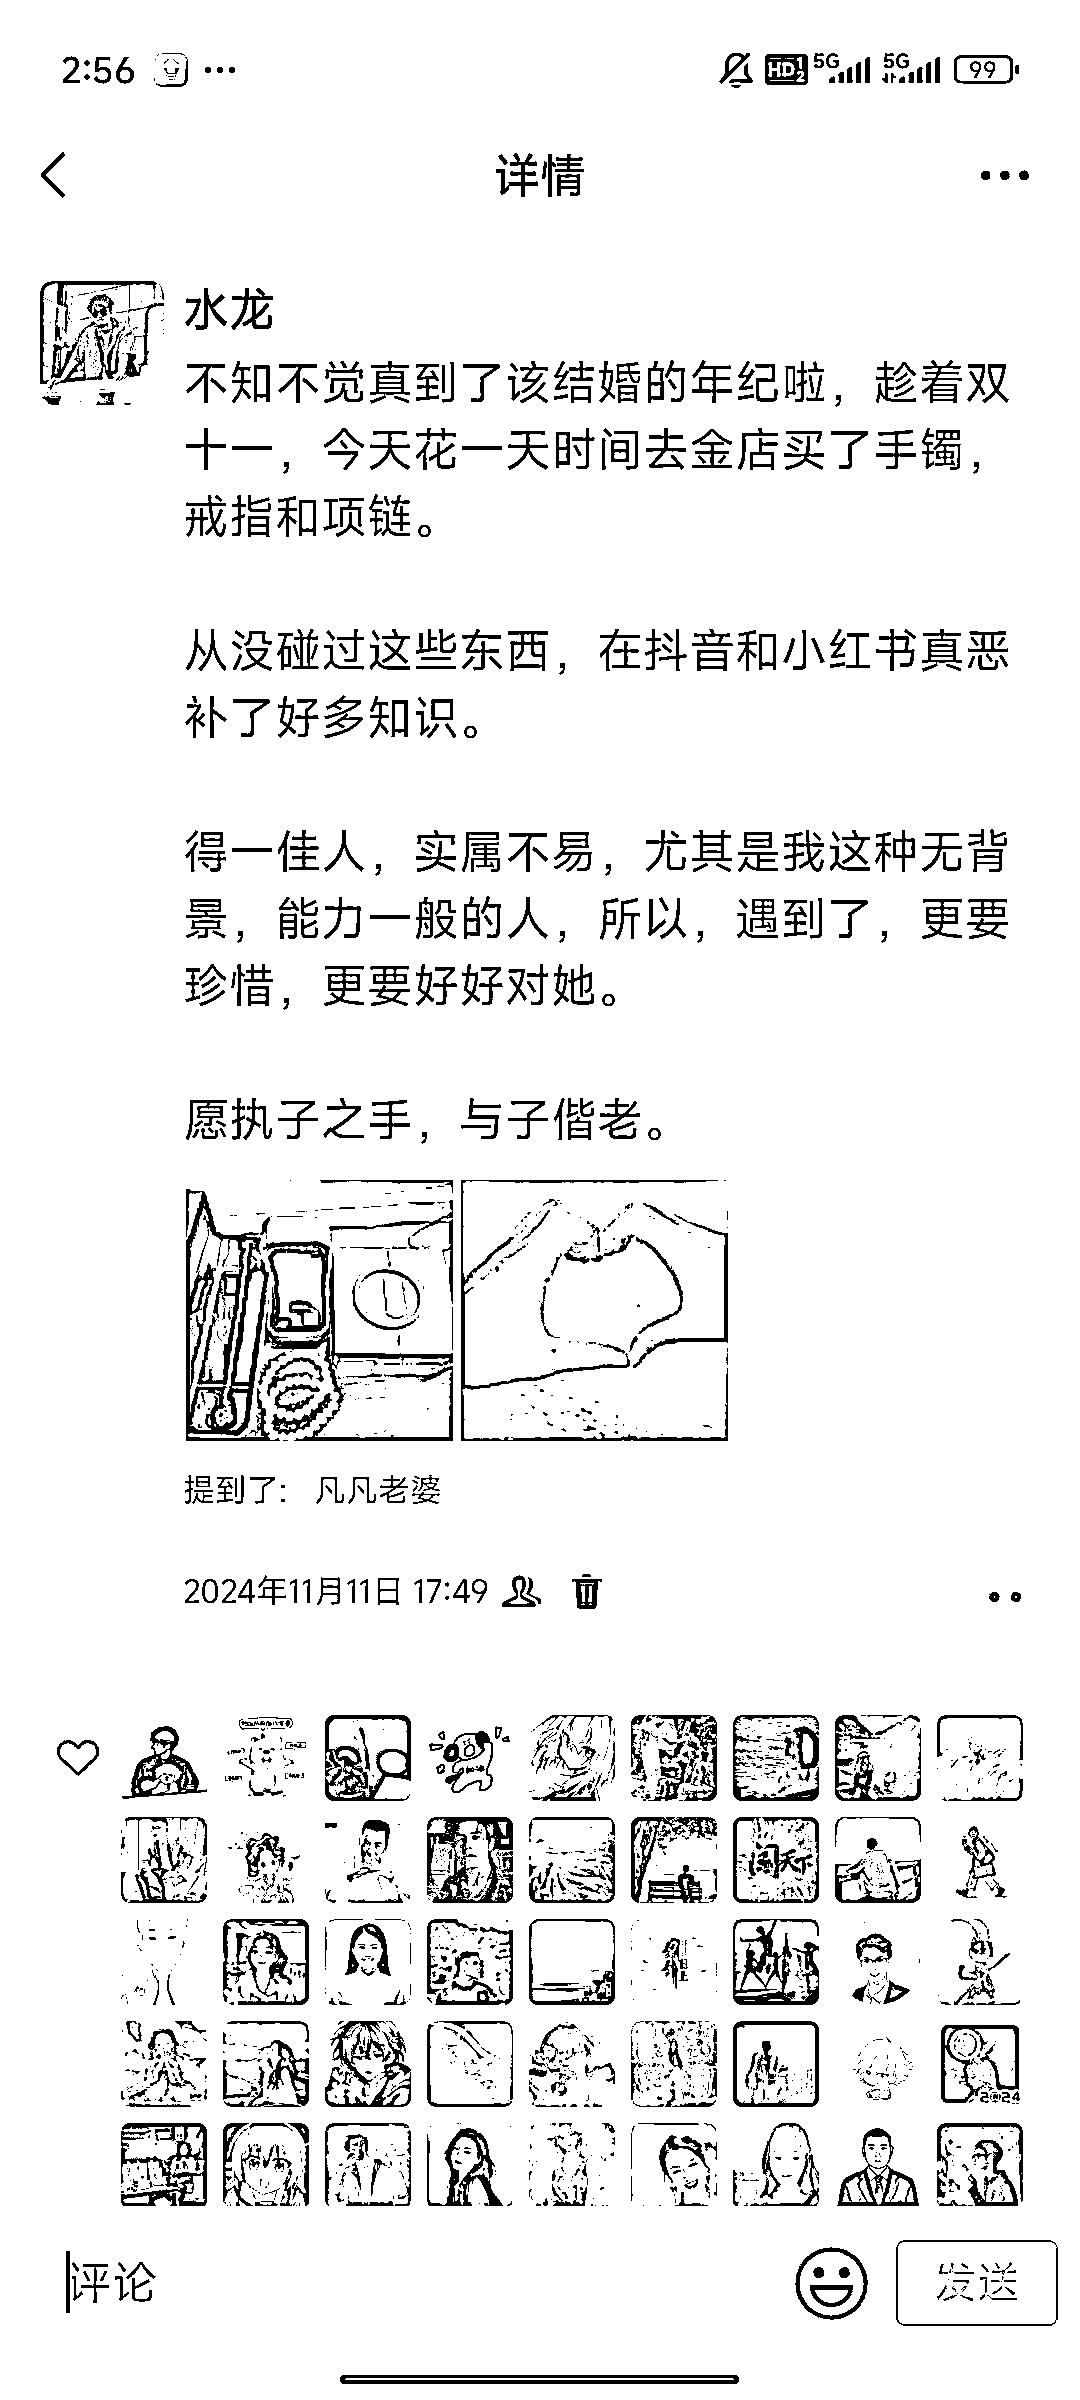 2:56
HD 1 2 5G 5G 99
详情
水龙
不知不觉真到了该结婚的年纪啦，趁着双
十一，今天花一天时间去金店买了手镯，
戒指和项链。
从没碰过这些东西，在抖音和小红书真恶
补了好多知识。
得一佳人，实属不易，尤其是我这种无背
景，能力一般的人，所以，遇到了，更要
珍惜，更要好好对她。
愿执子之手，与子偕老。
提到了： 凡凡老婆
2024年11月11日 17:49
闯天下
2024
评论
发送